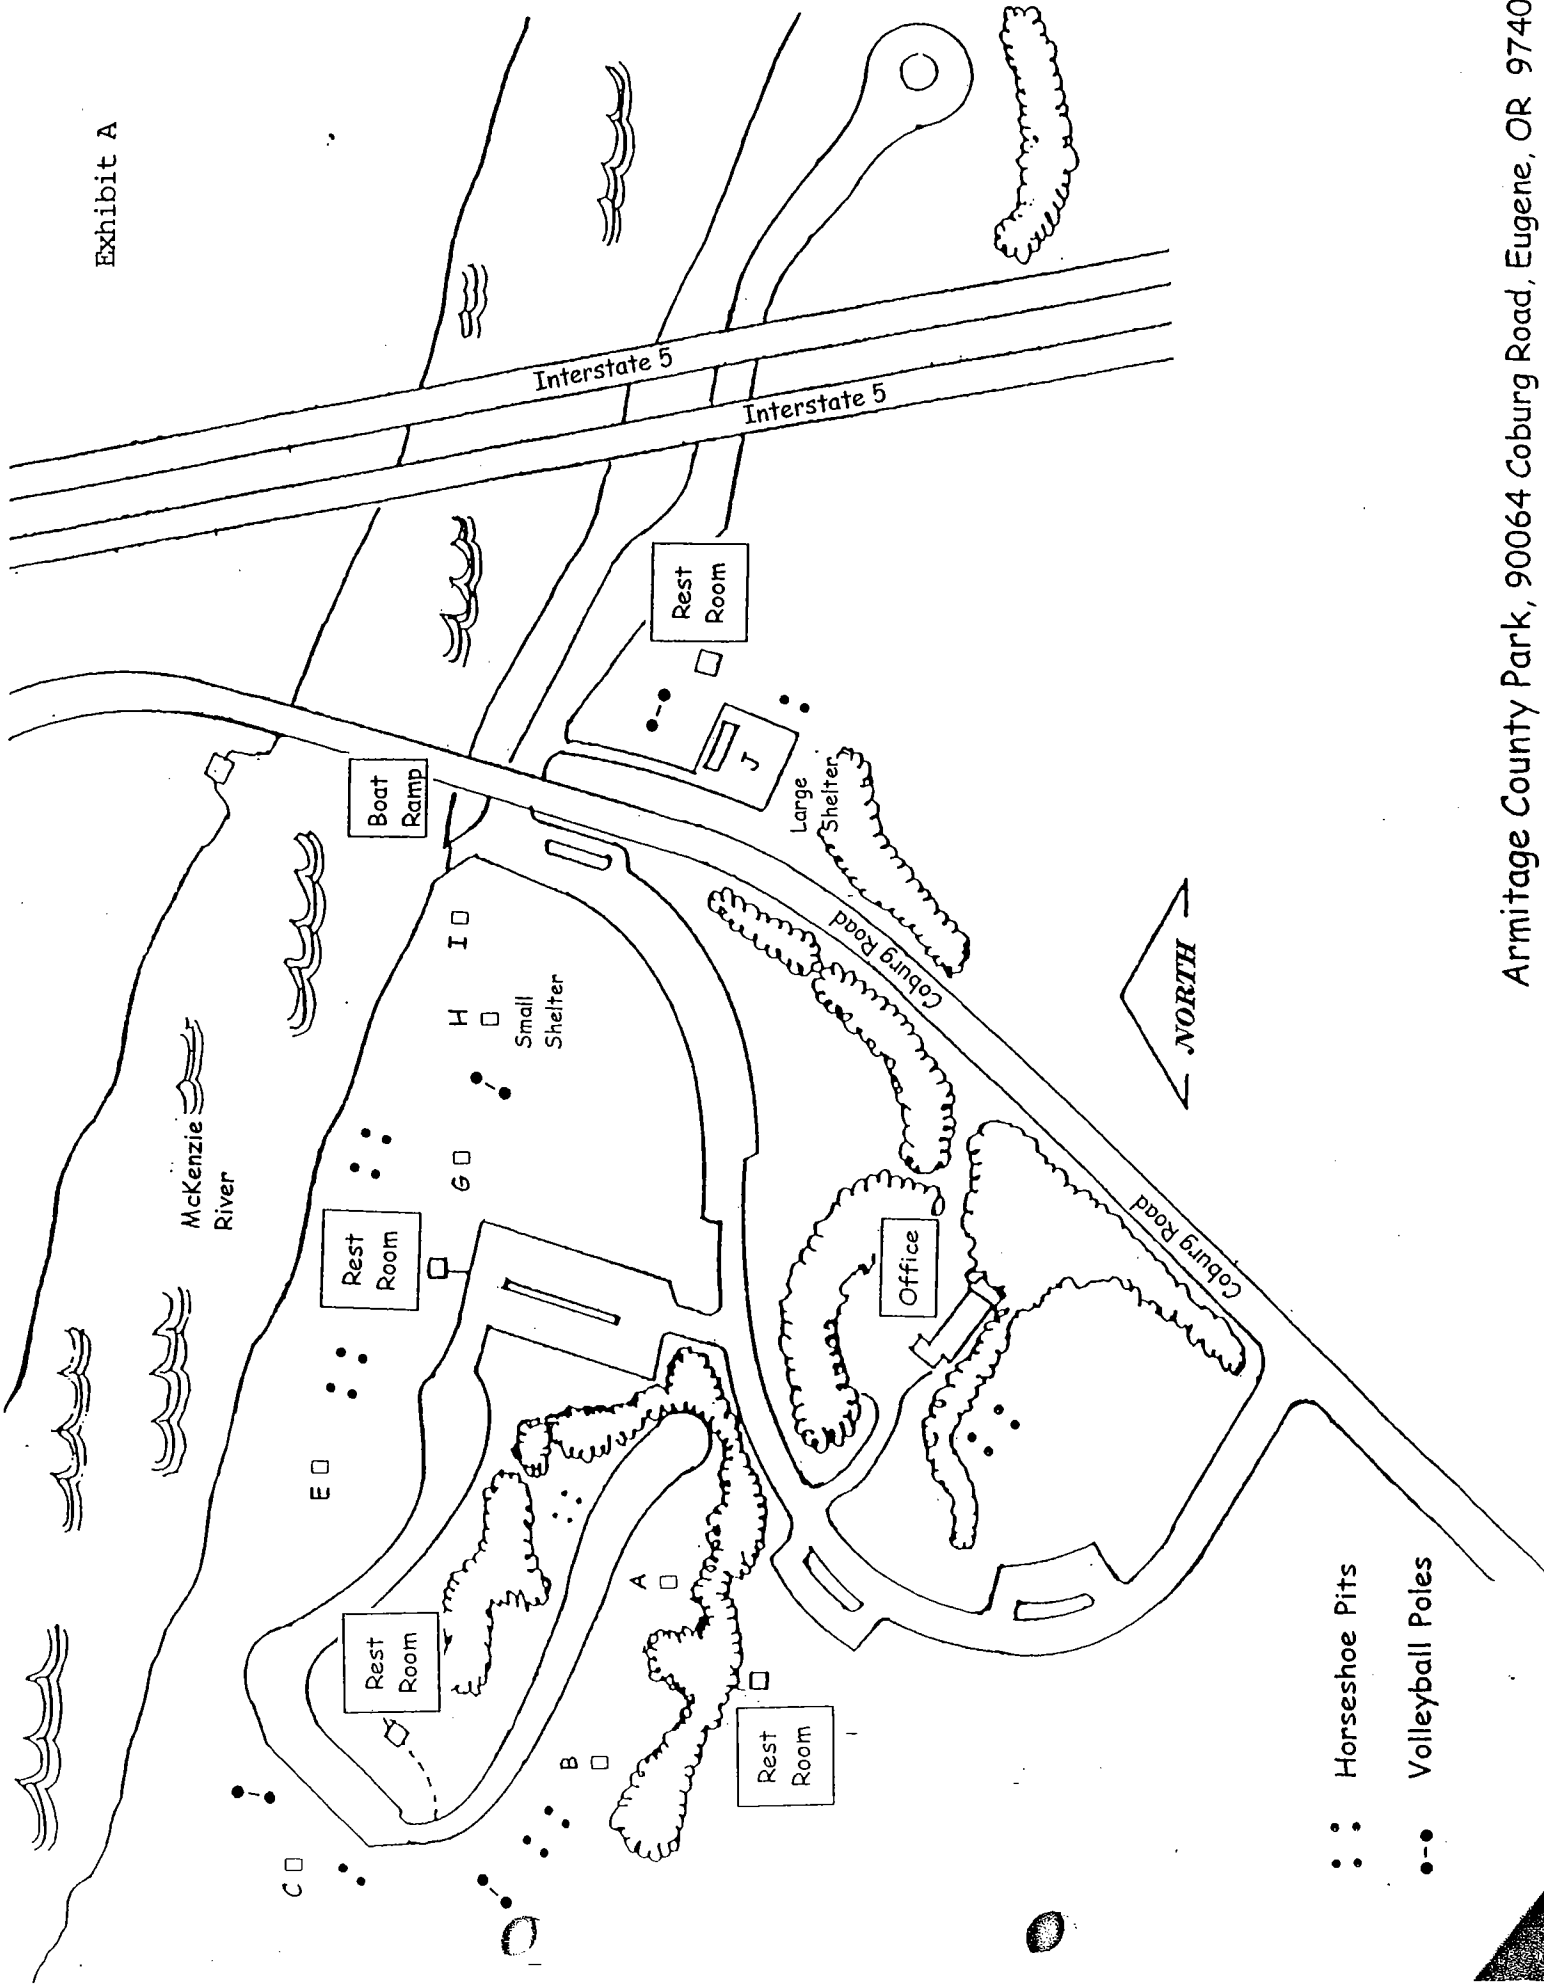 Exhibit A
Interstate 5
Interstate 5
Rest
Room
Boat
Ramp
J
Large
Shelter
I
H
Small
Shelter
Coburg Road
McKenzie
River
G
Rest
Room
Office
Coburg Road
E
A
Rest
Room
B
Rest
Room
C
NORTH
Horseshoe Pits
Volleyball Poles
Armitage County Park, 90064 Coburg Road, Eugene, OR 9740